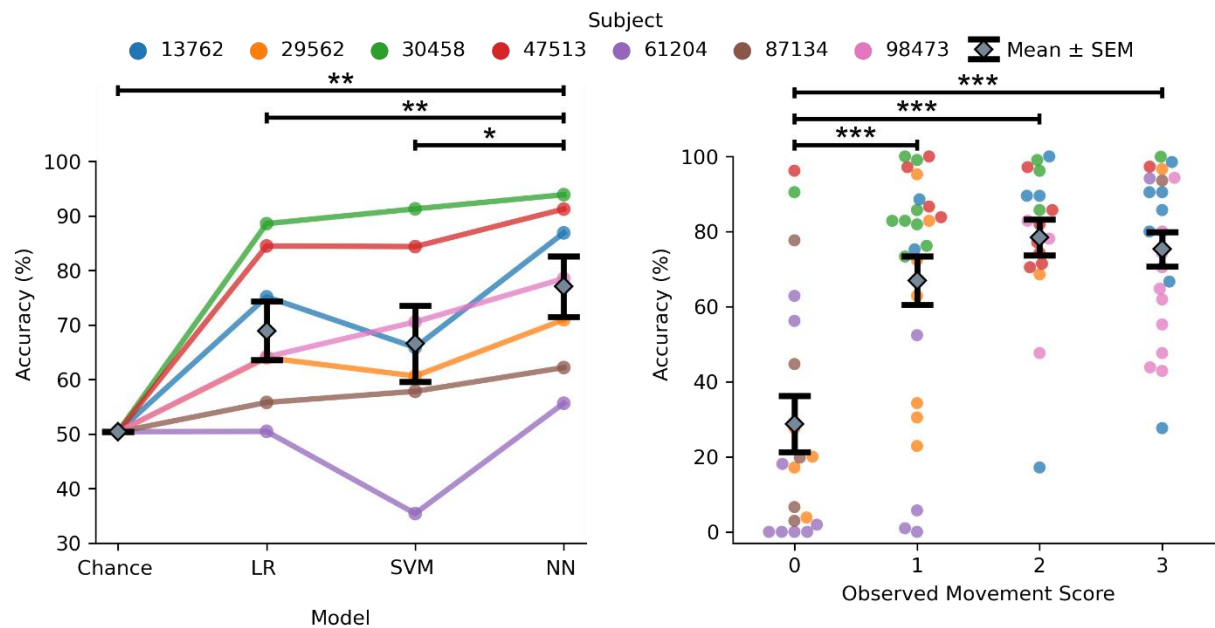 Subject
13762 29562 30458 47513 61204 87134 98473 Mean ± SEM
** ** * *** *** ***
Accuracy (%)
100
90
80
70
60
50
40
30
Chance LR SVM NN
Model
Accuracy (%)
100
80
60
40
20
0
0 1 2 3
Observed Movement Score